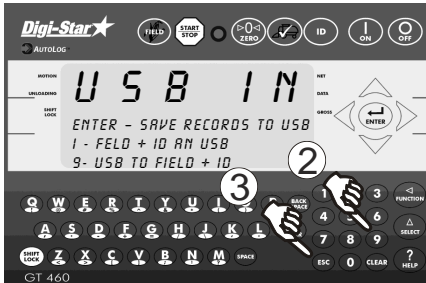 Digi-Star
FIELD
START STOP
ZERO
ID
ON
OFF
AUTOLOG
MOTION
UNLOADING
SHIFT LOCK
NET
DATA
GROSS
USB IN
ENTER - SAVE RECORDS TO USB
1 - FELD + ID AN USB
9- USB TO FIELD + ID
ENTER
2
3
1 3 FUNCTION
Q W E R T Y U I BACK SPACE
4 6
A S D F G H J K L
7 8 9 SELECT
SHIFT LOCK Z X C V B N M SPACE
ESC 0 CLEAR ? HELP
GT 460